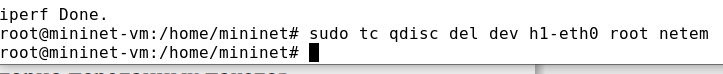 iperf Done.
root@mininet-vm:/home/mininet# sudo tc qdisc del dev h1-eth0 root netem
root@mininet-vm:/home/mininet#